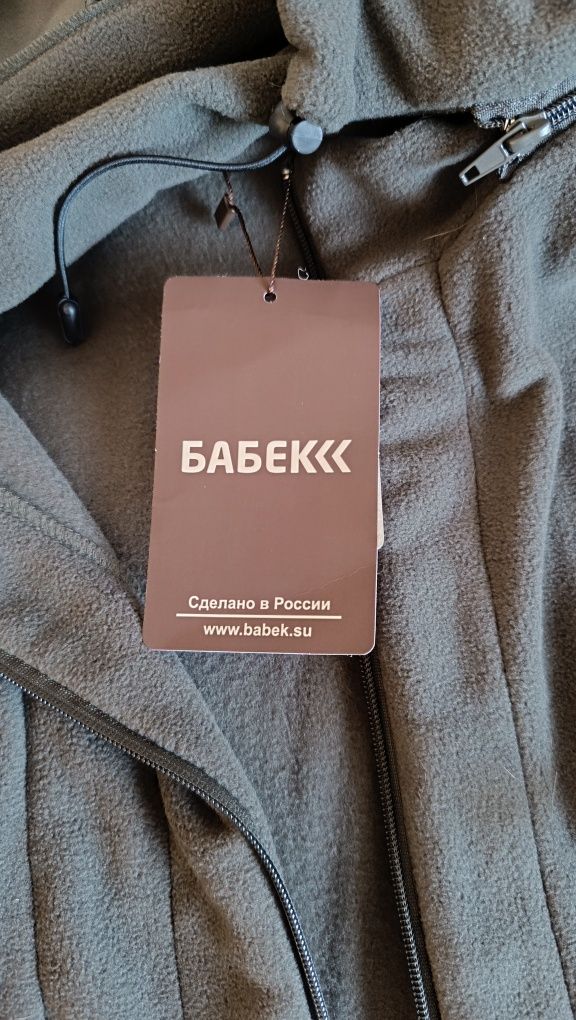 БАБЕК
Сделано в России
www.babek.su